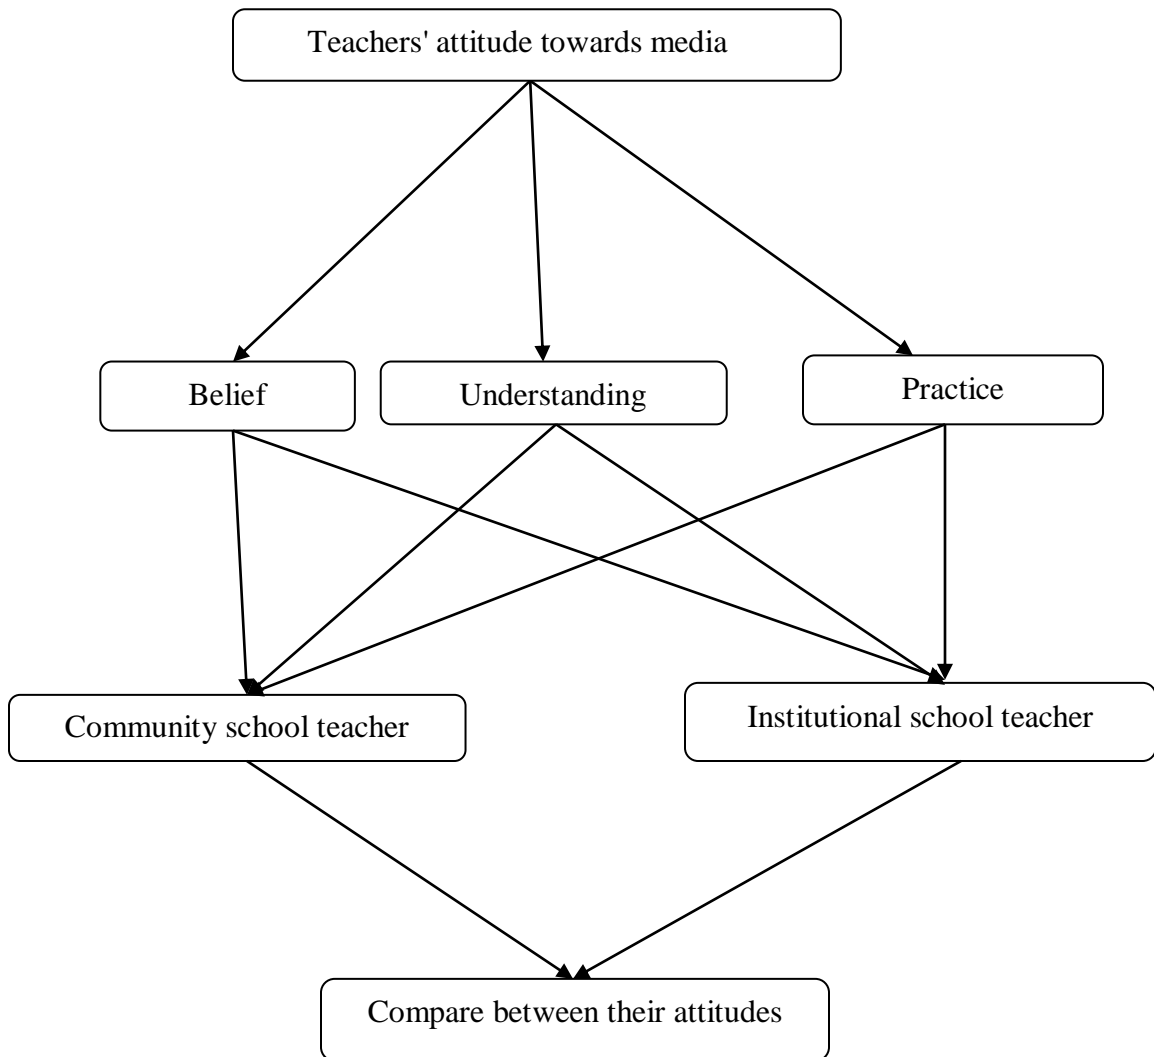 Teachers' attitude towards media
Belief
Understanding
Practice
Community school teacher
Institutional school teacher
Compare between their attitudes